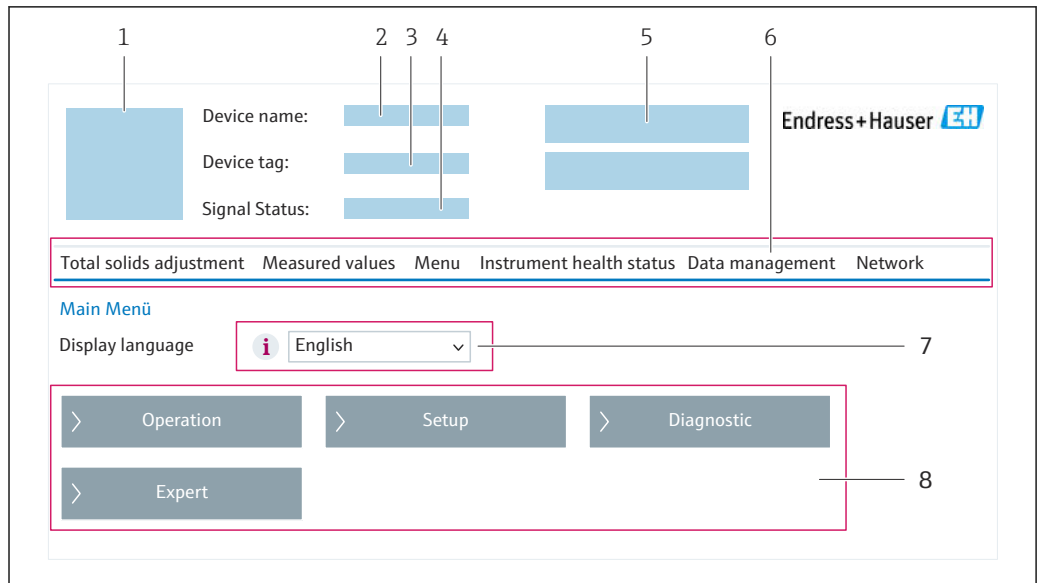 1 2 3 4 5 6
Device name:
Endress+Hauser EH
Device tag:
Signal Status:
Total solids adjustment Measured values Menu Instrument health status Data management Network
Main Menü
Display language i English 7
Operation Setup Diagnostic
Expert 8